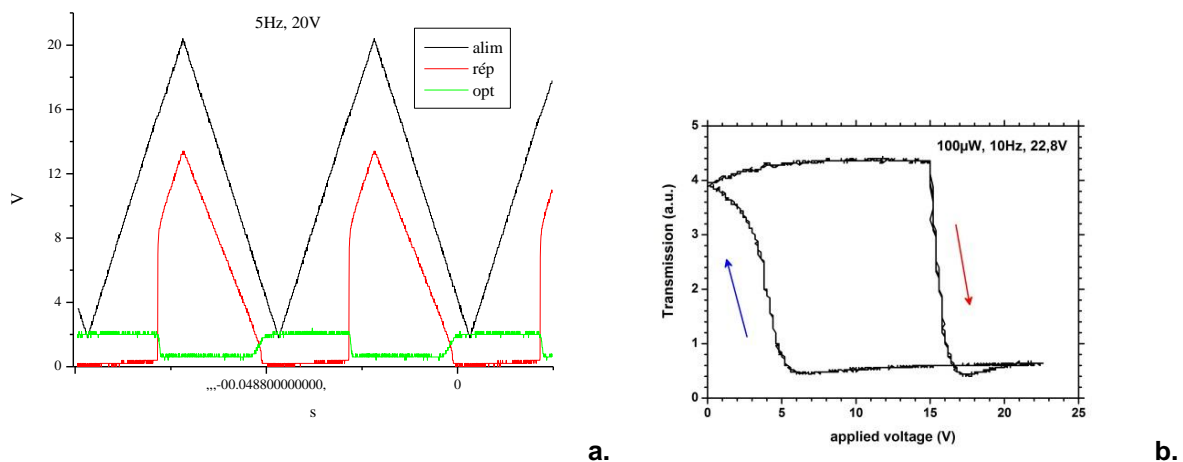 5Hz, 20V
alim
rép
opt
20
16
12
8
4
0
V
,,,-00.048800000000,
0
s
a.
100µW, 10Hz, 22,8V
5
4
3
2
1
0
Transmission (a.u.)
0
5
10
15
20
25
applied voltage (V)
b.